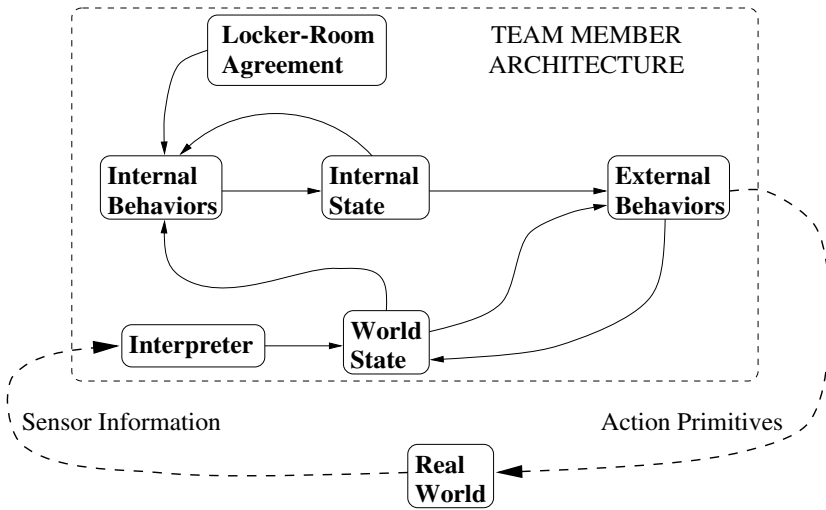 Locker-Room
Agreement
TEAM MEMBER
ARCHITECTURE
Internal
Behaviors
Internal
State
External
Behaviors
Interpreter
World
State
Sensor Information
Action Primitives
Real
World